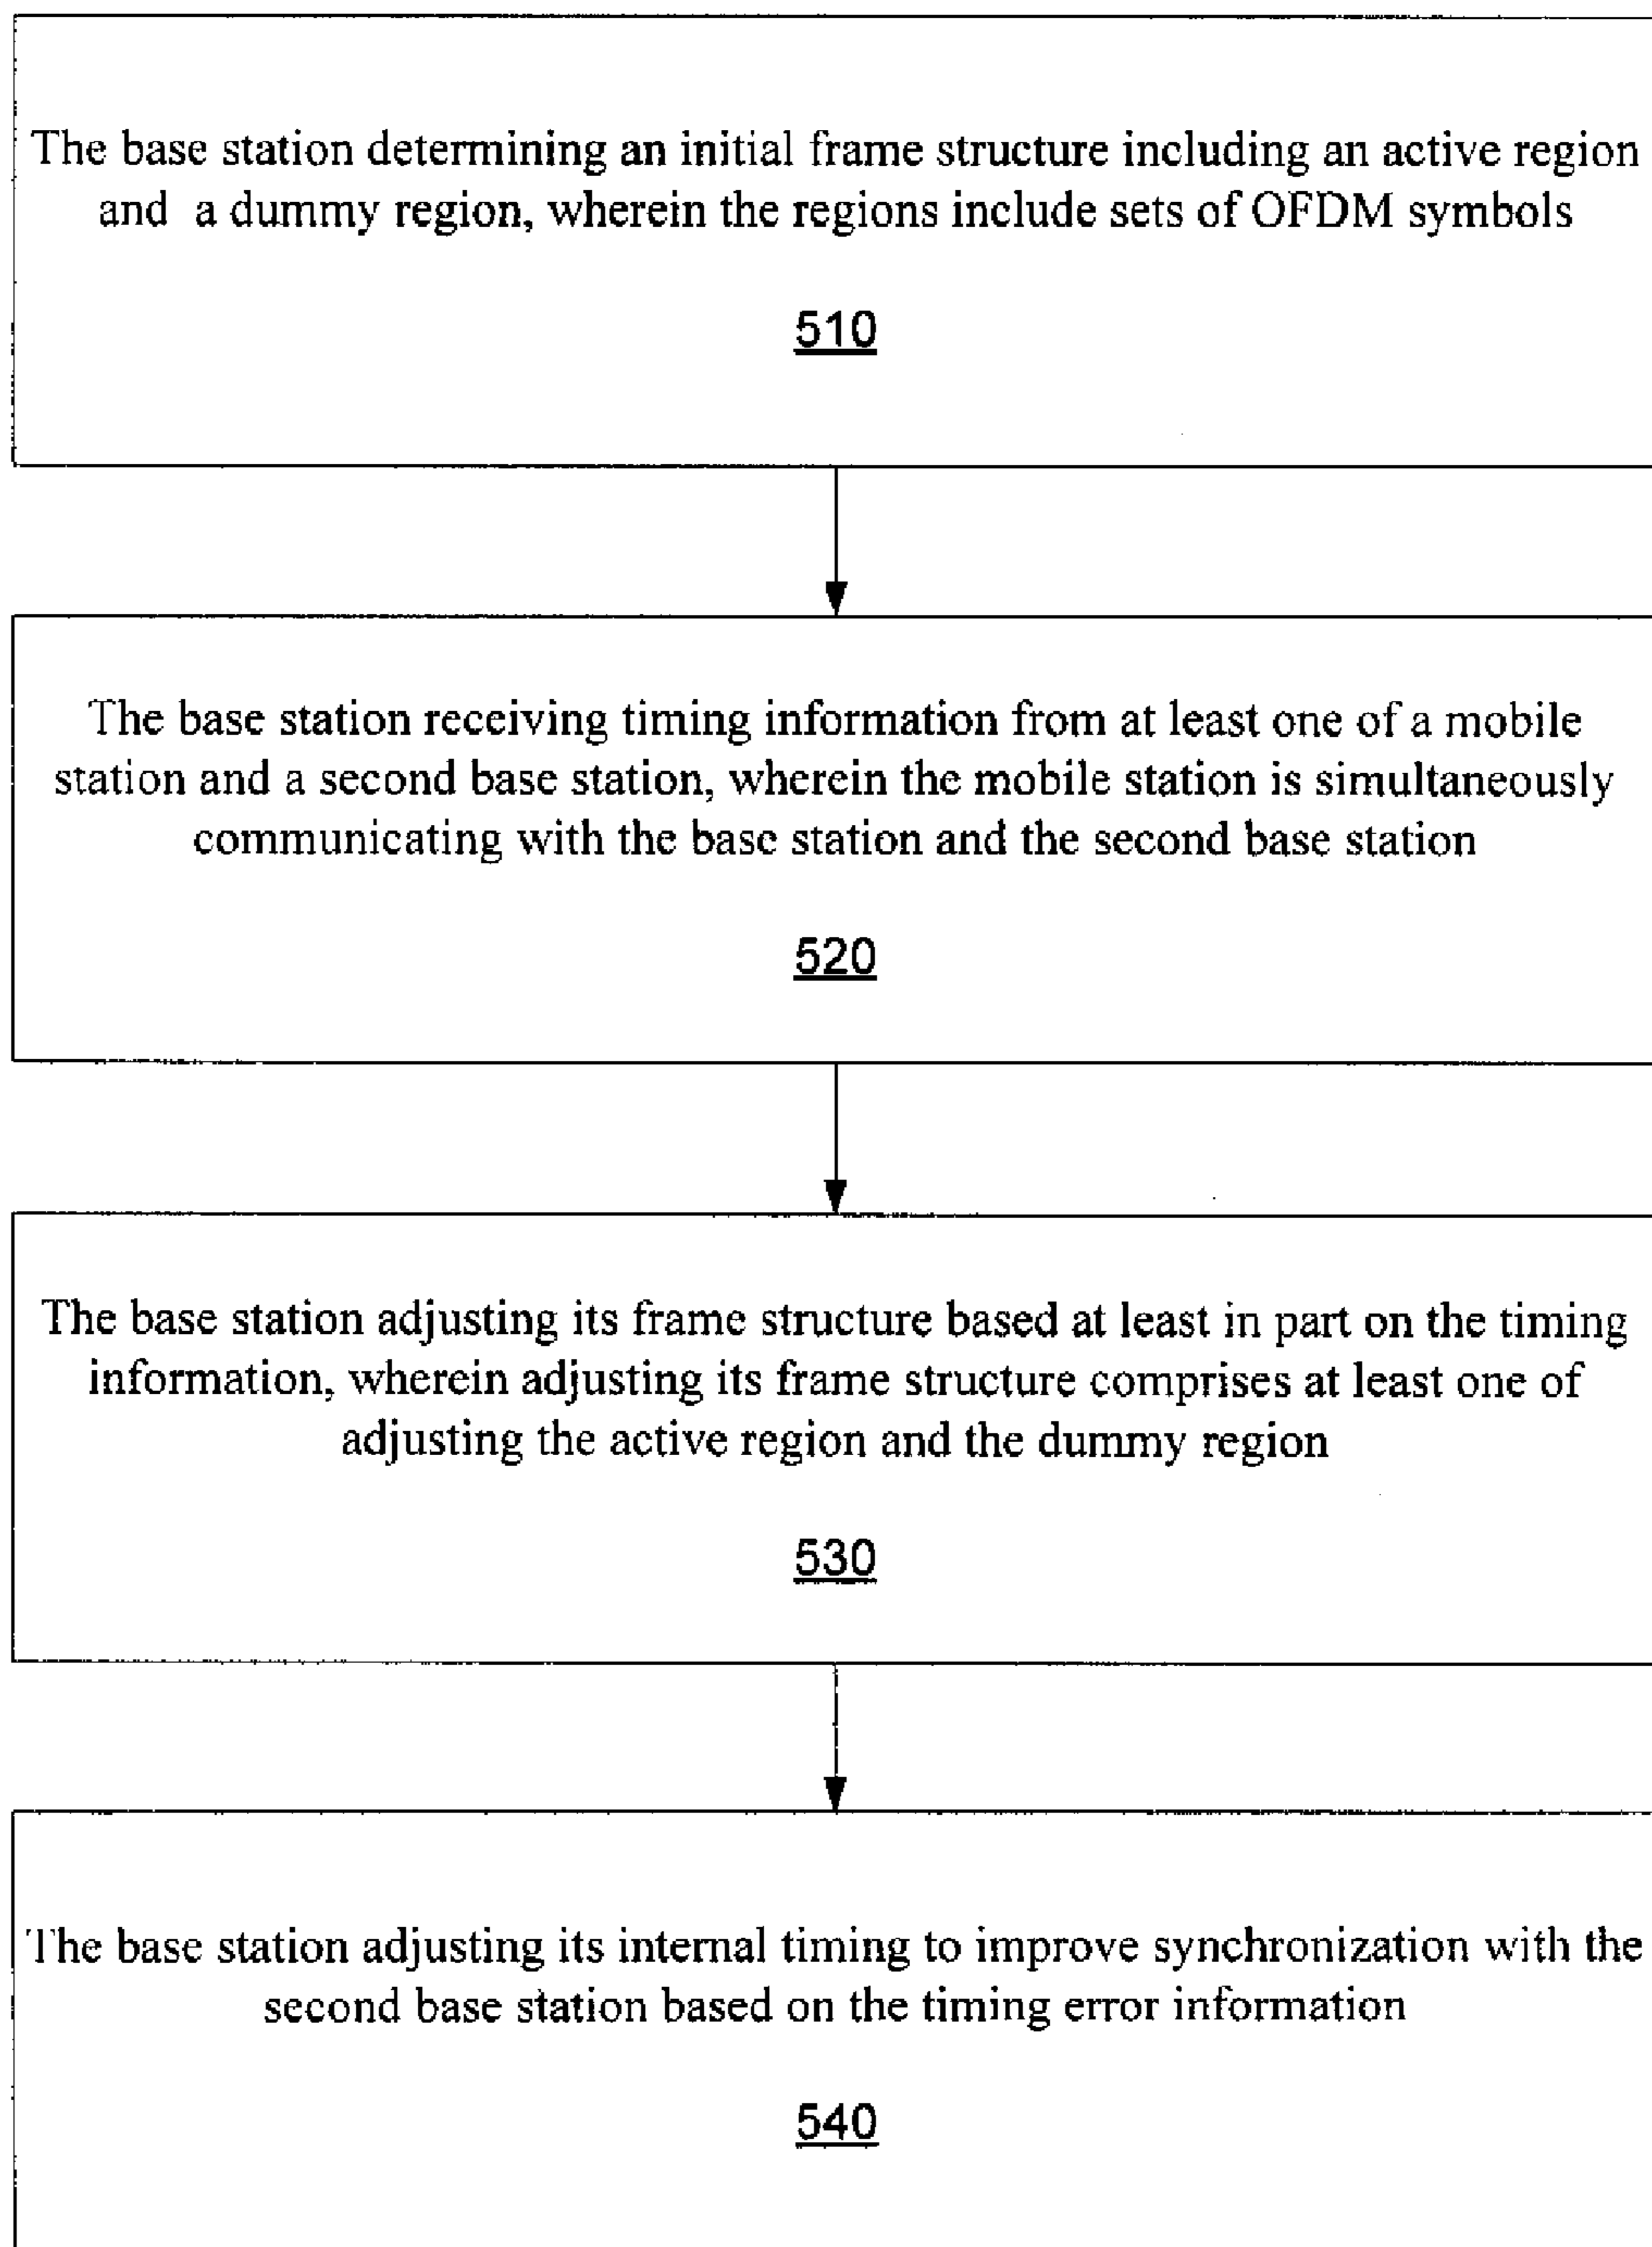 The base station determining an initial frame structure including an active region
and a dummy region, wherein the regions include sets of OFDM symbols
510
The base station receiving timing information from at least one of a mobile
station and a second base station, wherein the mobile station is simultaneously
communicating with the base station and the second base station
520
The base station adjusting its frame structure based at least in part on the timing
information, wherein adjusting its frame structure comprises at least one of
adjusting the active region and the dummy region
530
The base station adjusting its internal timing to improve synchronization with the
second base station based on the timing error information
540